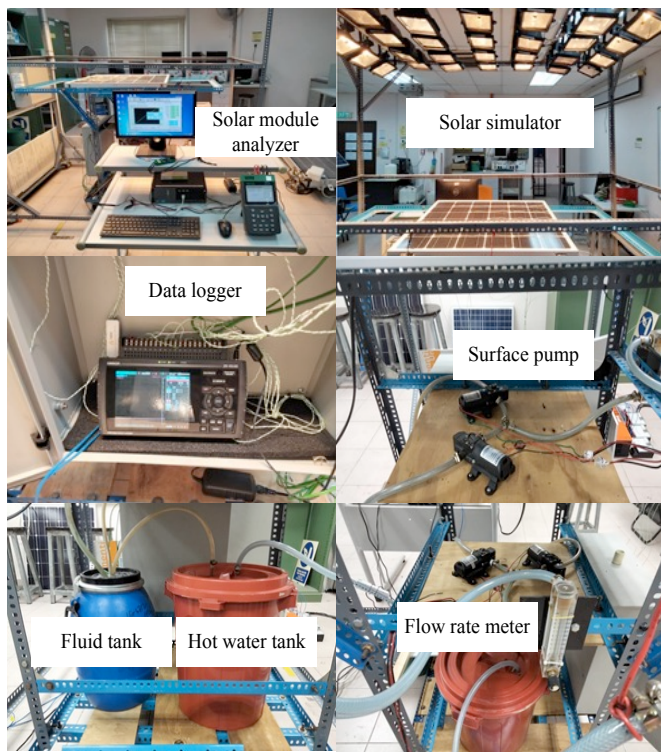 Solar module
analyzer
Solar simulator
Data logger
Surface pump
Fluid tank
Hot water tank
Flow rate meter